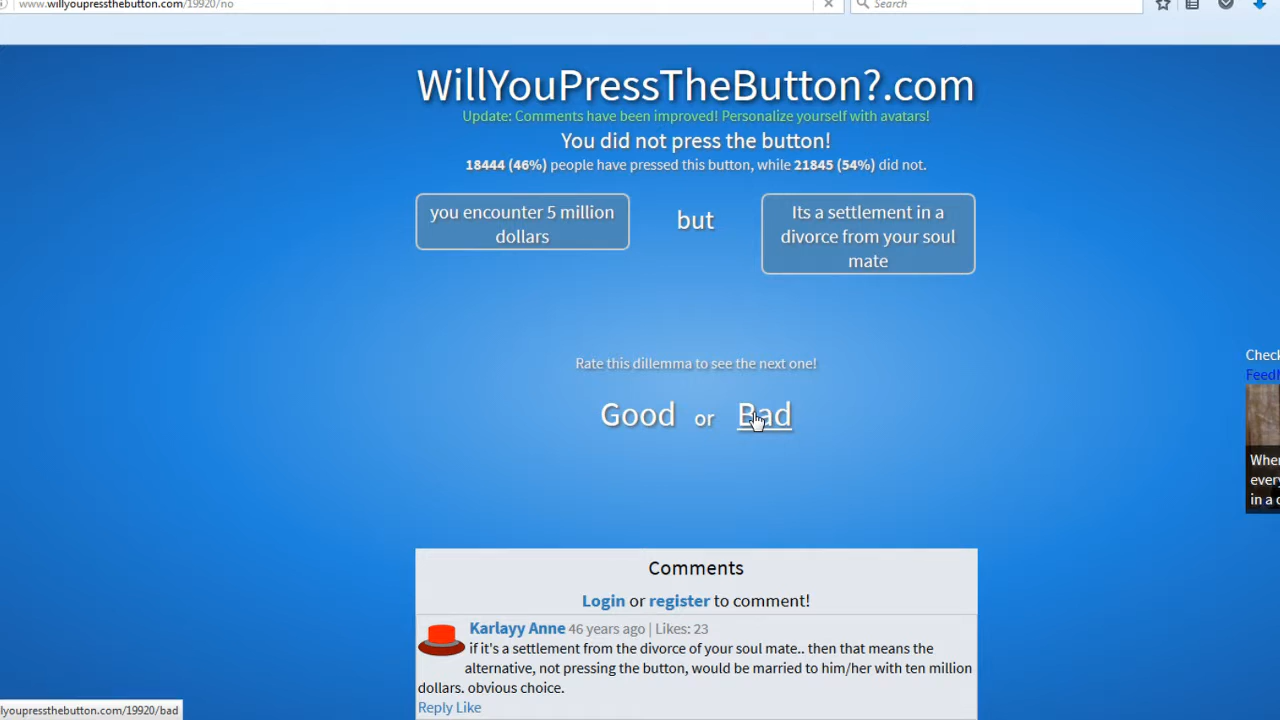 www.willyoupressthebutton.com/19920/no
Search
WillYouPressTheButton?.com
Update: Comments have been improved! Personalize yourself with avatars!
You did not press the button!
18444 (46%) people have pressed this button, while 21845 (54%) did not.
you encounter 5 million
dollars
but
Its a settlement in a
divorce from your soul
mate
Rate this dillemma to see the next one!
Good or Bad
Check
Feedb
When
every
in a c
Comments
Login or register to comment!
Karlayy Anne 46 years ago | Likes: 23
if it's a settlement from the divorce of your soul mate.. then that means the
alternative, not pressing the button, would be married to him/her with ten million
dollars. obvious choice.
Reply Like
lyoupressthebutton.com/19920/bad